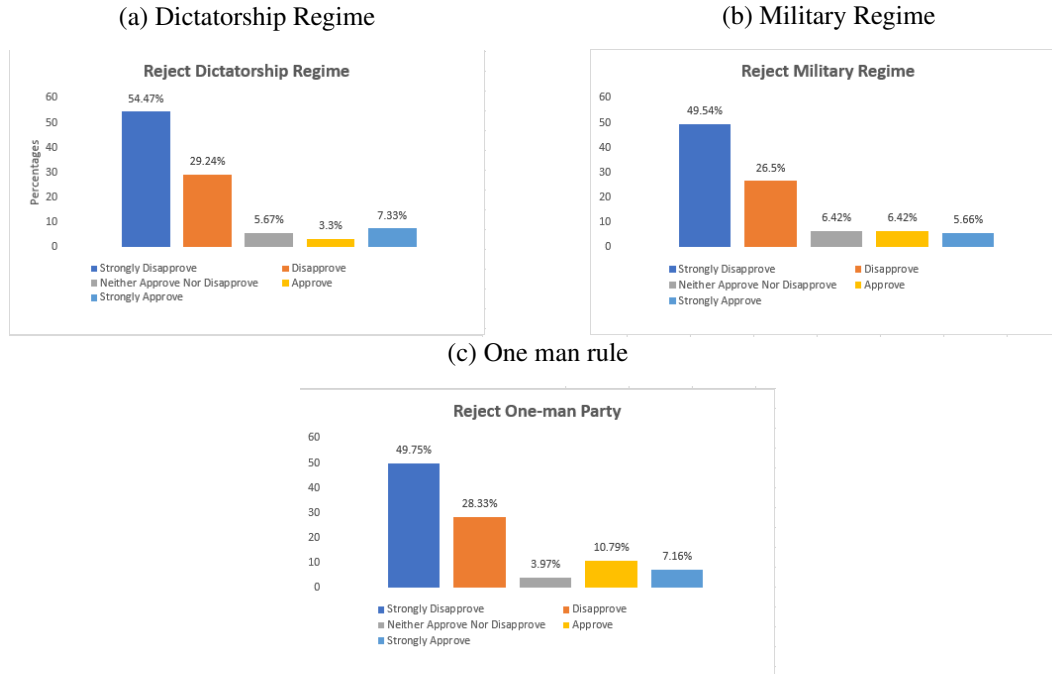 (a) Dictatorship Regime
Reject Dictatorship Regime
Percentages
60
50
40
30
20
10
0
54.47%
29.24%
5.67%
3.3%
7.33%
Strongly Disapprove
Disapprove
Neither Approve Nor Disapprove
Approve
Strongly Approve
(b) Military Regime
Reject Military Regime
60
50
40
30
20
10
0
49.54%
26.5%
6.42%
6.42%
5.66%
Strongly Disapprove
Disapprove
Neither Approve Nor Disapprove
Approve
Strongly Approve
(c) One man rule
Reject One-man Party
60
50
40
30
20
10
0
49.75%
28.33%
3.97%
10.79%
7.16%
Strongly Disapprove
Disapprove
Neither Approve Nor Disapprove
Approve
Strongly Approve